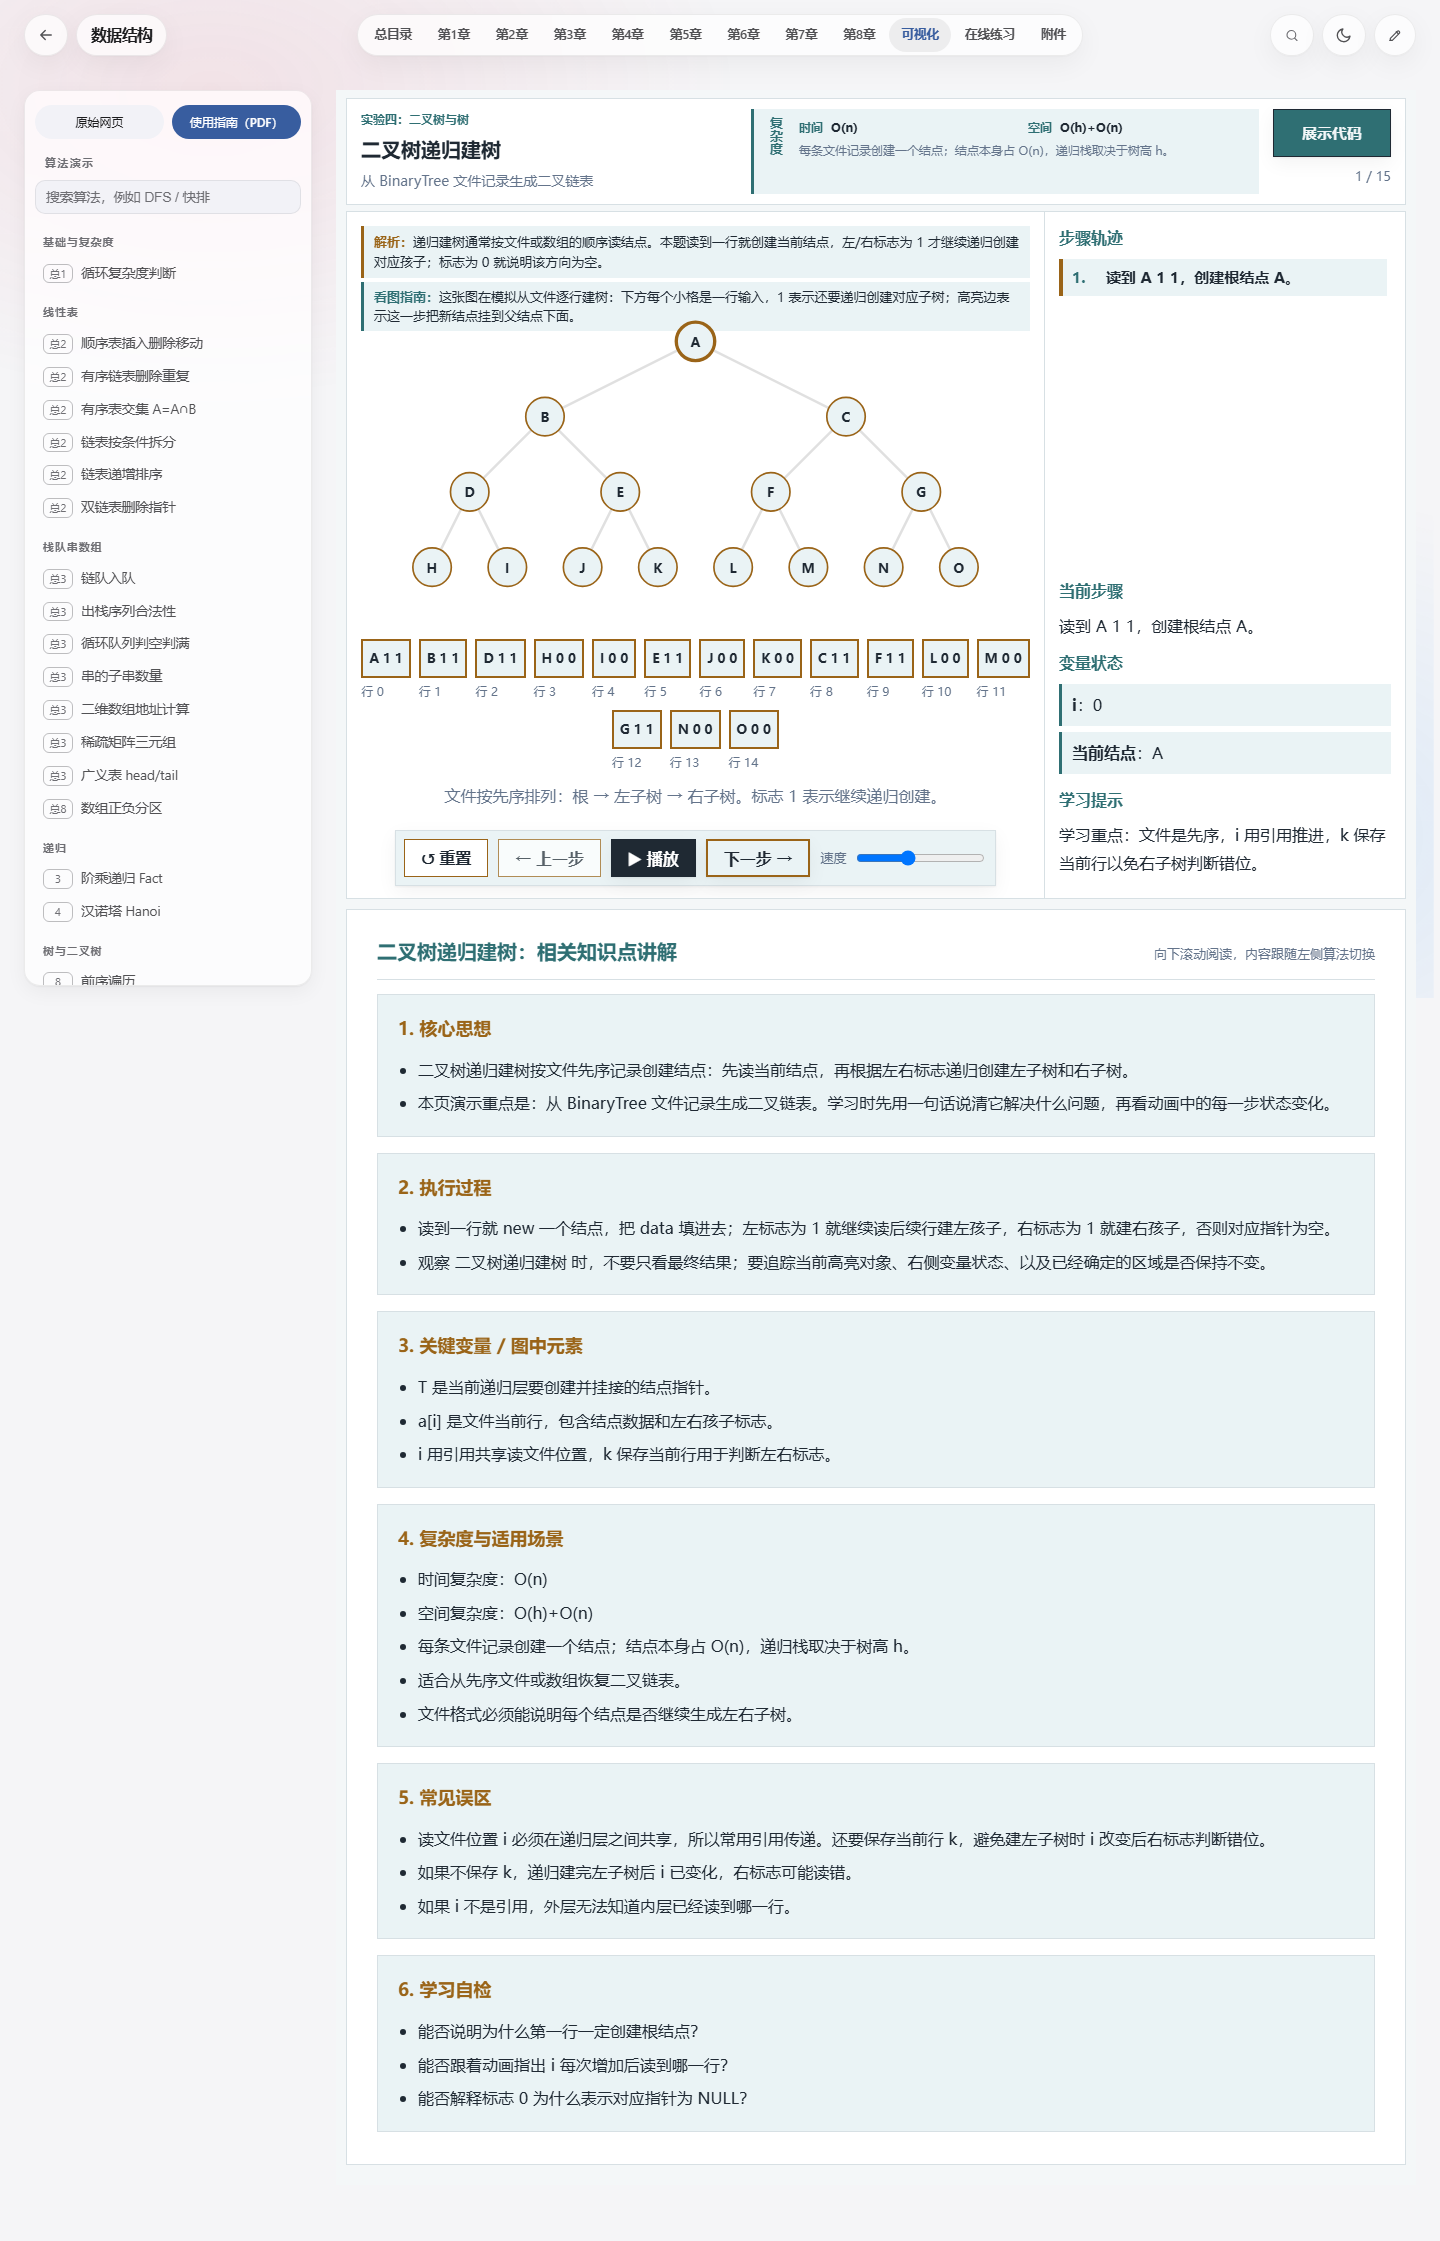 数据结构
总目录 第1章 第2章 第3章 第4章 第5章 第6章 第7章 第8章 可视化 在线练习 附件
原始网页 使用指南（PDF）
算法演示
搜索算法，例如 DFS / 快排
基础与复杂度
总1 循环复杂度判断
线性表
总2 顺序表插入删除移动
总2 有序链表删除重复
总2 有序表交集 A=A∩B
总2 链表按条件拆分
总2 链表递增排序
总2 双链表删除指针
栈队串数组
总3 链队入队
总3 出栈序列合法性
总3 循环队列判空判满
总3 串的子串数量
总3 二维数组地址计算
总3 稀疏矩阵三元组
总3 广义表 head/tail
总8 数组正负分区
递归
3 阶乘递归 Fact
4 汉诺塔 Hanoi
树与二叉树
8 前序遍历
实验四：二叉树与树
二叉树递归建树
从 BinaryTree 文件记录生成二叉链表
复杂度
时间 O(n) 空间 O(h)+O(n)
每条文件记录创建一个结点；结点本身占 O(n)，递归栈取决于树高 h。
展示代码
1 / 15
解析：递归建树通常按文件或数组的顺序读结点。本题读到一行就创建当前结点，左/右标志为 1 才继续递归创建
对应孩子；标志为 0 就说明该方向为空。
看图指南：这张图在模拟从文件逐行建树：下方每个小格是一行输入，1 表示还要递归创建对应子树；高亮边表
示这一步把新结点挂到父结点下面。
A
B C
D E F G
H I J K L M N O
A 1 1 B 1 1 D 1 1 H 0 0 I 0 0 E 1 1 J 0 0 K 0 0 C 1 1 F 1 1 L 0 0 M 0 0
行 0 行 1 行 2 行 3 行 4 行 5 行 6 行 7 行 8 行 9 行 10 行 11
G 1 1 N 0 0 O 0 0
行 12 行 13 行 14
文件按先序排列：根 → 左子树 → 右子树。标志 1 表示继续递归创建。
↺ 重置 ← 上一步 ▶ 播放 下一步 → 速度
步骤轨迹
1. 读到 A 1 1，创建根结点 A。
当前步骤
读到 A 1 1，创建根结点 A。
变量状态
i：0
当前结点：A
学习提示
学习重点：文件是先序，i 用引用推进，k 保存
当前行以免右子树判断错位。
二叉树递归建树：相关知识点讲解
向下滚动阅读，内容跟随左侧算法切换
1. 核心思想
• 二叉树递归建树按文件先序记录创建结点：先读当前结点，再根据左右标志递归创建左子树和右子树。
• 本页演示重点是：从 BinaryTree 文件记录生成二叉链表。学习时先用一句话说清它解决什么问题，再看动画中的每一步状态变化。
2. 执行过程
• 读到一行就 new 一个结点，把 data 填进去；左标志为 1 就继续读后续行建左孩子，右标志为 1 就建右孩子，否则对应指针为空。
• 观察 二叉树递归建树 时，不要只看最终结果；要追踪当前高亮对象、右侧变量状态、以及已经确定的区域是否保持不变。
3. 关键变量 / 图中元素
• T 是当前递归层要创建并挂接的结点指针。
• a[i] 是文件当前行，包含结点数据和左右孩子标志。
• i 用引用共享读文件位置，k 保存当前行用于判断左右标志。
4. 复杂度与适用场景
• 时间复杂度：O(n)
• 空间复杂度：O(h)+O(n)
• 每条文件记录创建一个结点；结点本身占 O(n)，递归栈取决于树高 h。
• 适合从先序文件或数组恢复二叉链表。
• 文件格式必须能说明每个结点是否继续生成左右子树。
5. 常见误区
• 读文件位置 i 必须在递归层之间共享，所以常用引用传递。还要保存当前行 k，避免建左子树时 i 改变后右标志判断错位。
• 如果不保存 k，递归建完左子树后 i 已变化，右标志可能读错。
• 如果 i 不是引用，外层无法知道内层已经读到哪一行。
6. 学习自检
• 能否说明为什么第一行一定创建根结点？
• 能否跟着动画指出 i 每次增加后读到哪一行？
• 能否解释标志 0 为什么表示对应指针为 NULL？